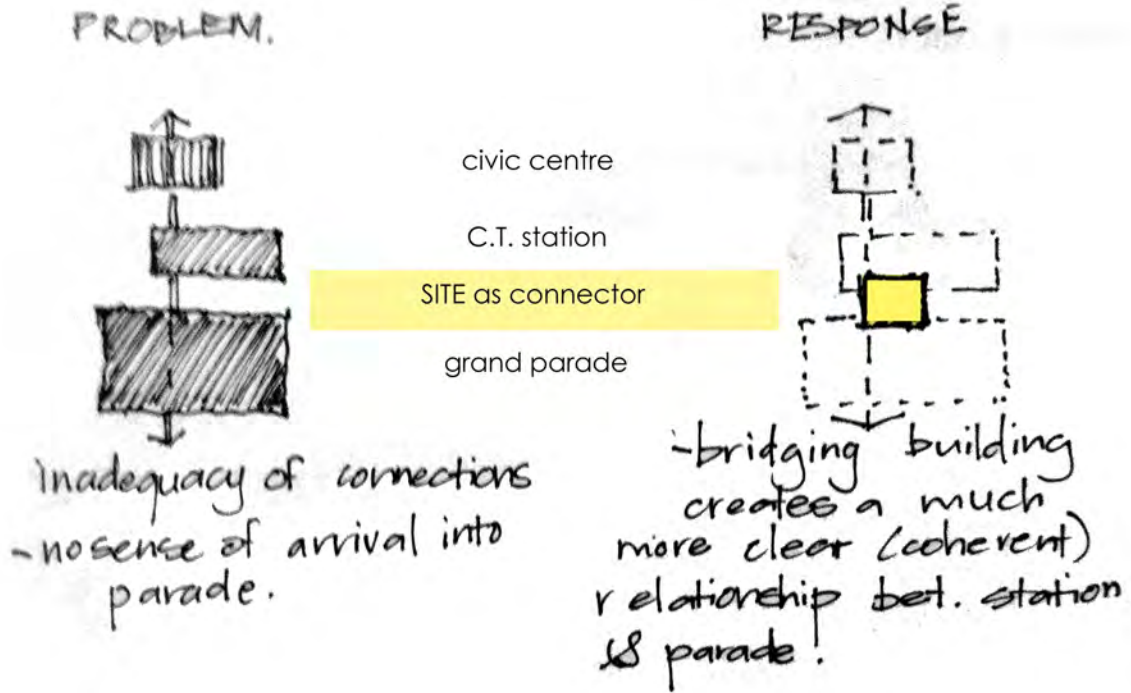 PROBLEM.
RESPONSE
civic centre
C.T. station
SITE as connector
grand parade
inadequacy of connections
- no sense of arrival into
parade.
- bridging building
creates a much
more clear (coherent)
relationship bet. station
& parade!